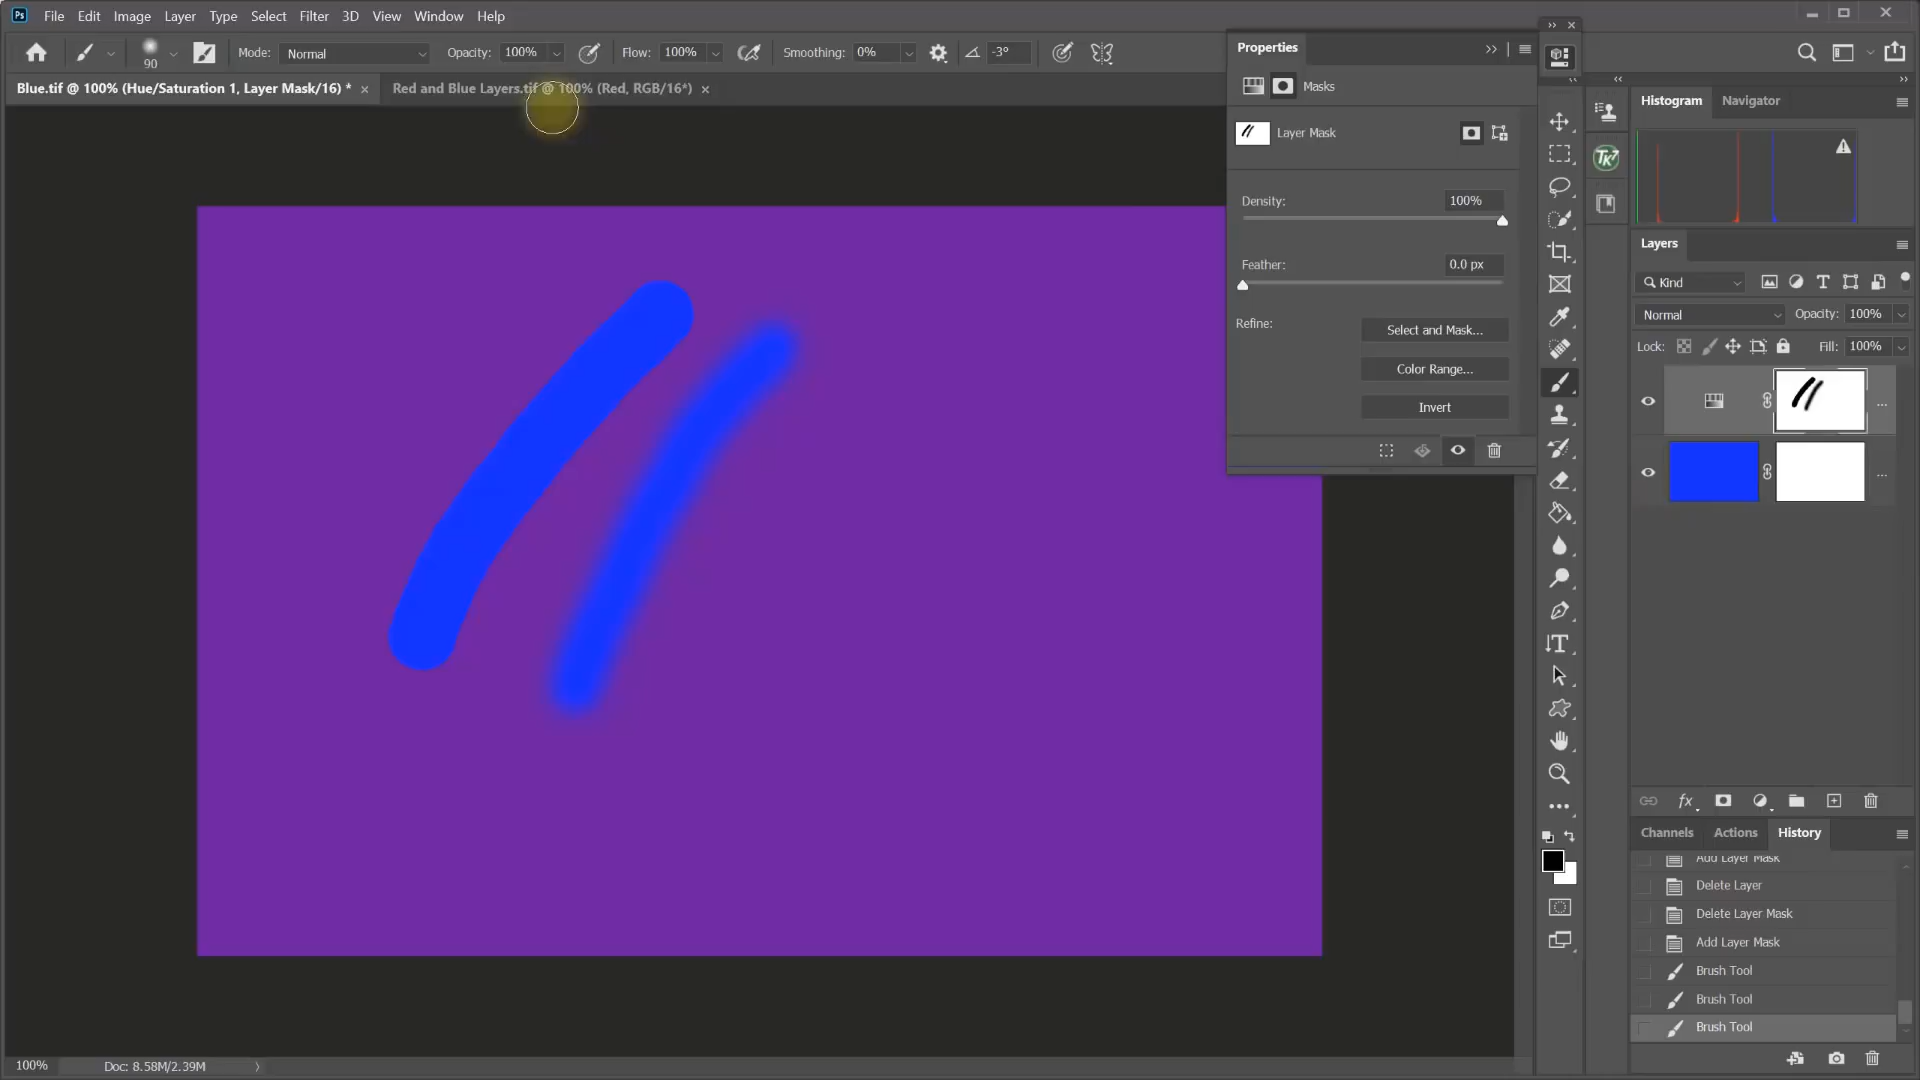 Ps File Edit Image Layer Type Select Filter 3D View Window Help
90 Mode: Normal Opacity: 100% Flow: 100% Smoothing: 0% -3°
Blue.tif @ 100% (Hue/Saturation 1, Layer Mask/16) * Red and Blue Layers.tif @ 100% (Red, RGB/16*)
Properties
Masks
Layer Mask
Density: 100%
Feather: 0.0 px
Refine:
Select and Mask...
Color Range...
Invert
TK7
Histogram Navigator
Layers
Kind
Normal Opacity: 100%
Lock: Fill: 100%
...
...
fx
Channels Actions History
Add Layer Mask
Delete Layer
Delete Layer Mask
Add Layer Mask
Brush Tool
Brush Tool
Brush Tool
100% Doc: 8.58M/2.39M